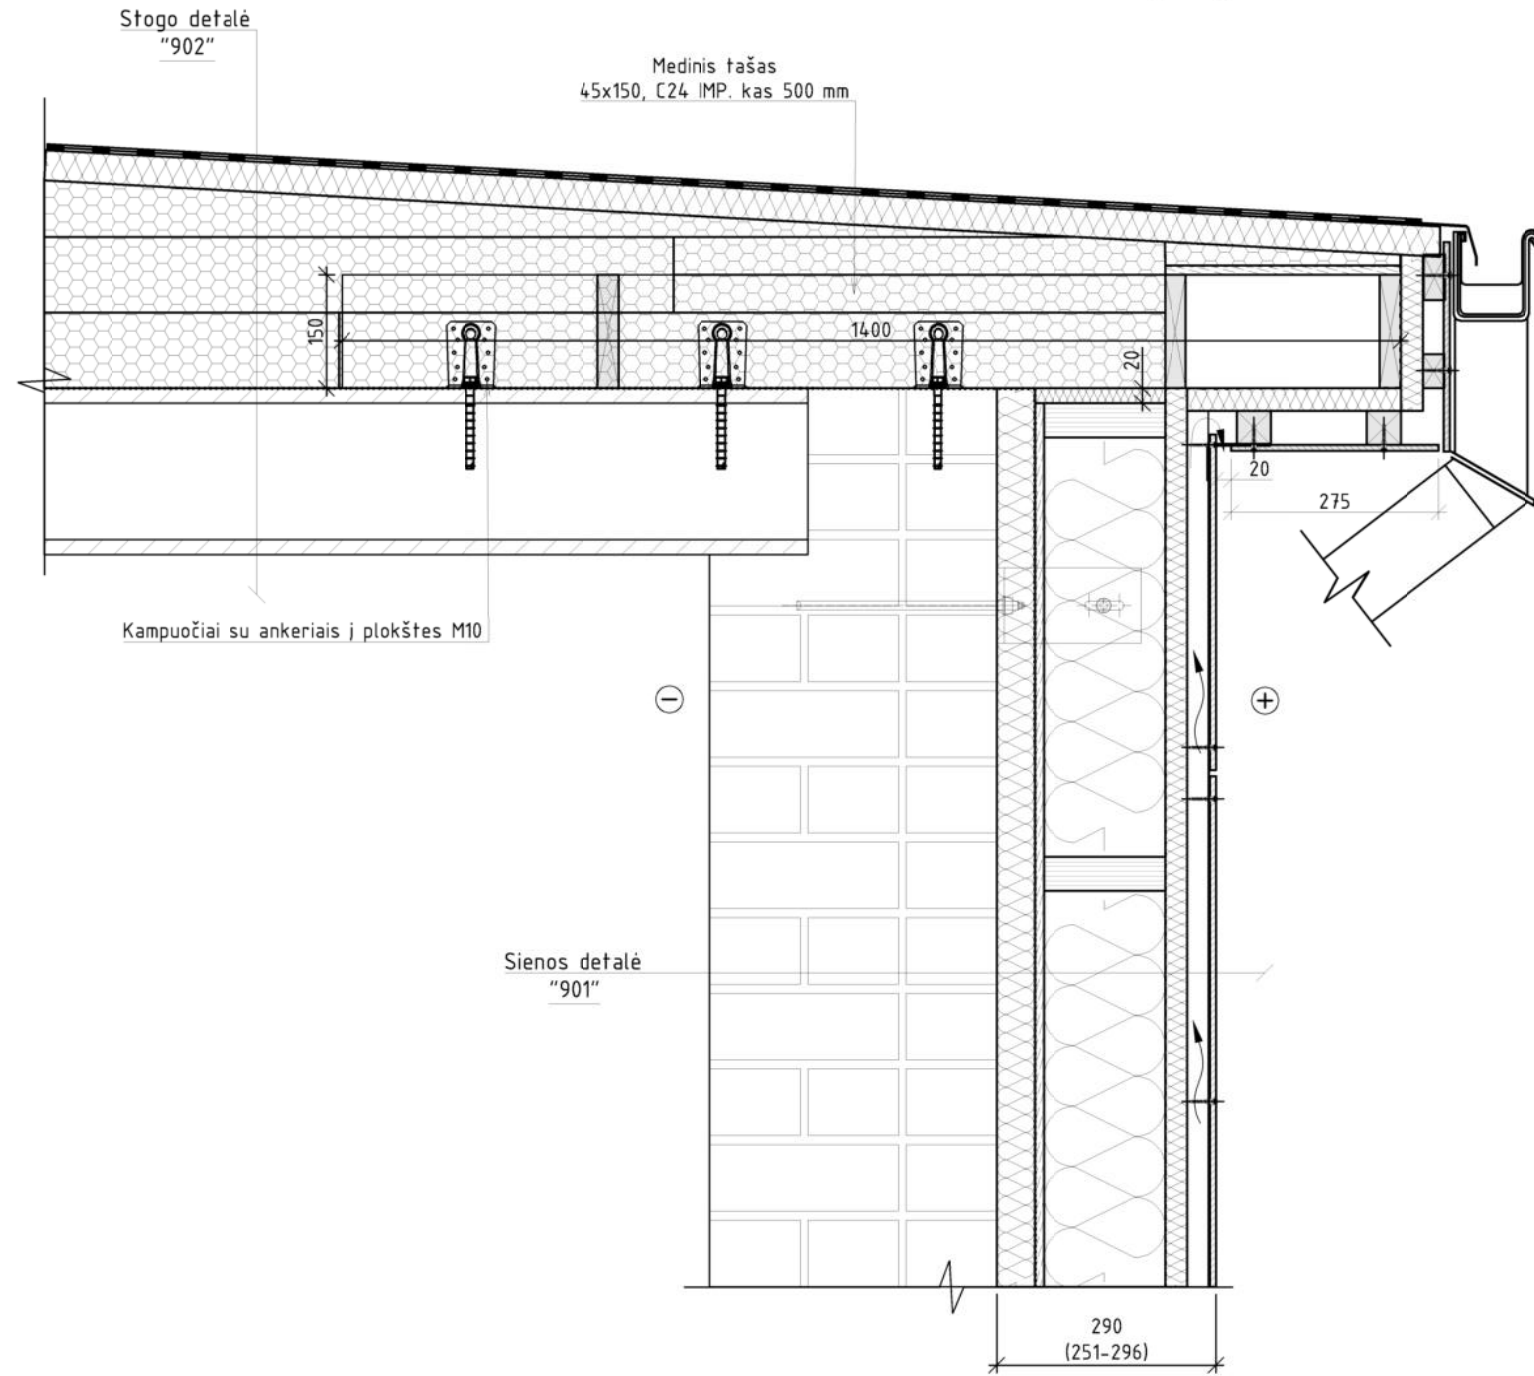 Stogo detalė
"902"
Medinis tašas
45x150, C24 IMP. kas 500 mm
150
1400
20
20
275
Kampuočiai su ankeriais į plokštes M10
Sienos detalė
"901"
290
(251-296)